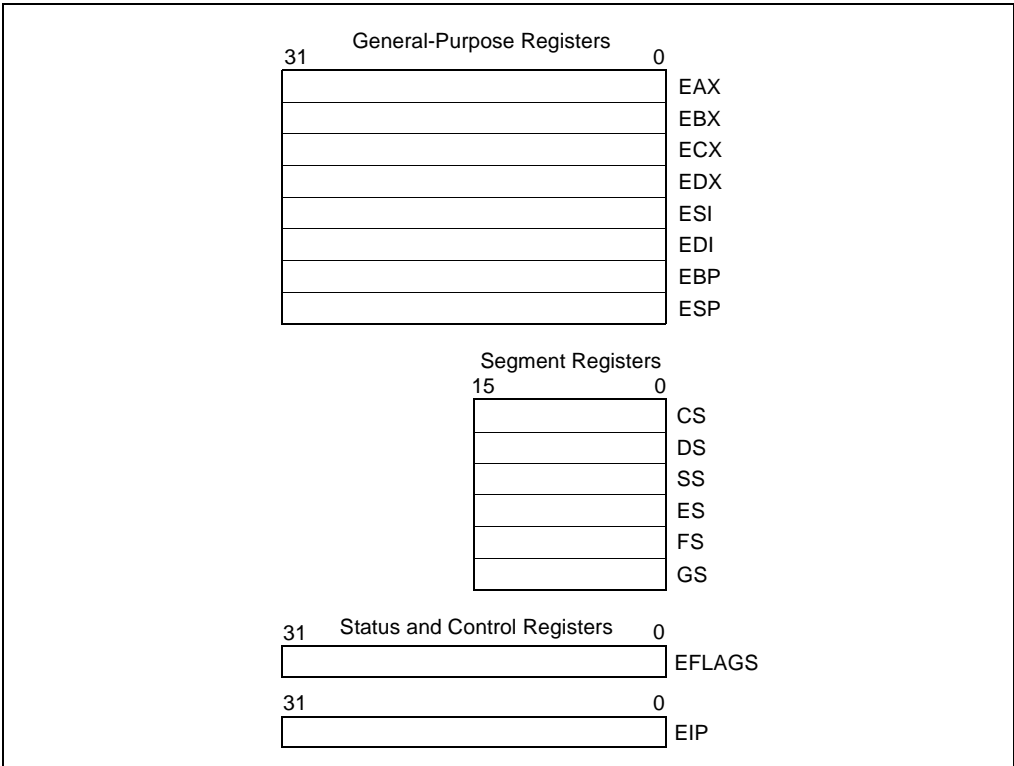 General-Purpose Registers
31 0
EAX
EBX
ECX
EDX
ESI
EDI
EBP
ESP
Segment Registers
15 0
CS
DS
SS
ES
FS
GS
Status and Control Registers
31 0
EFLAGS
31 0
EIP